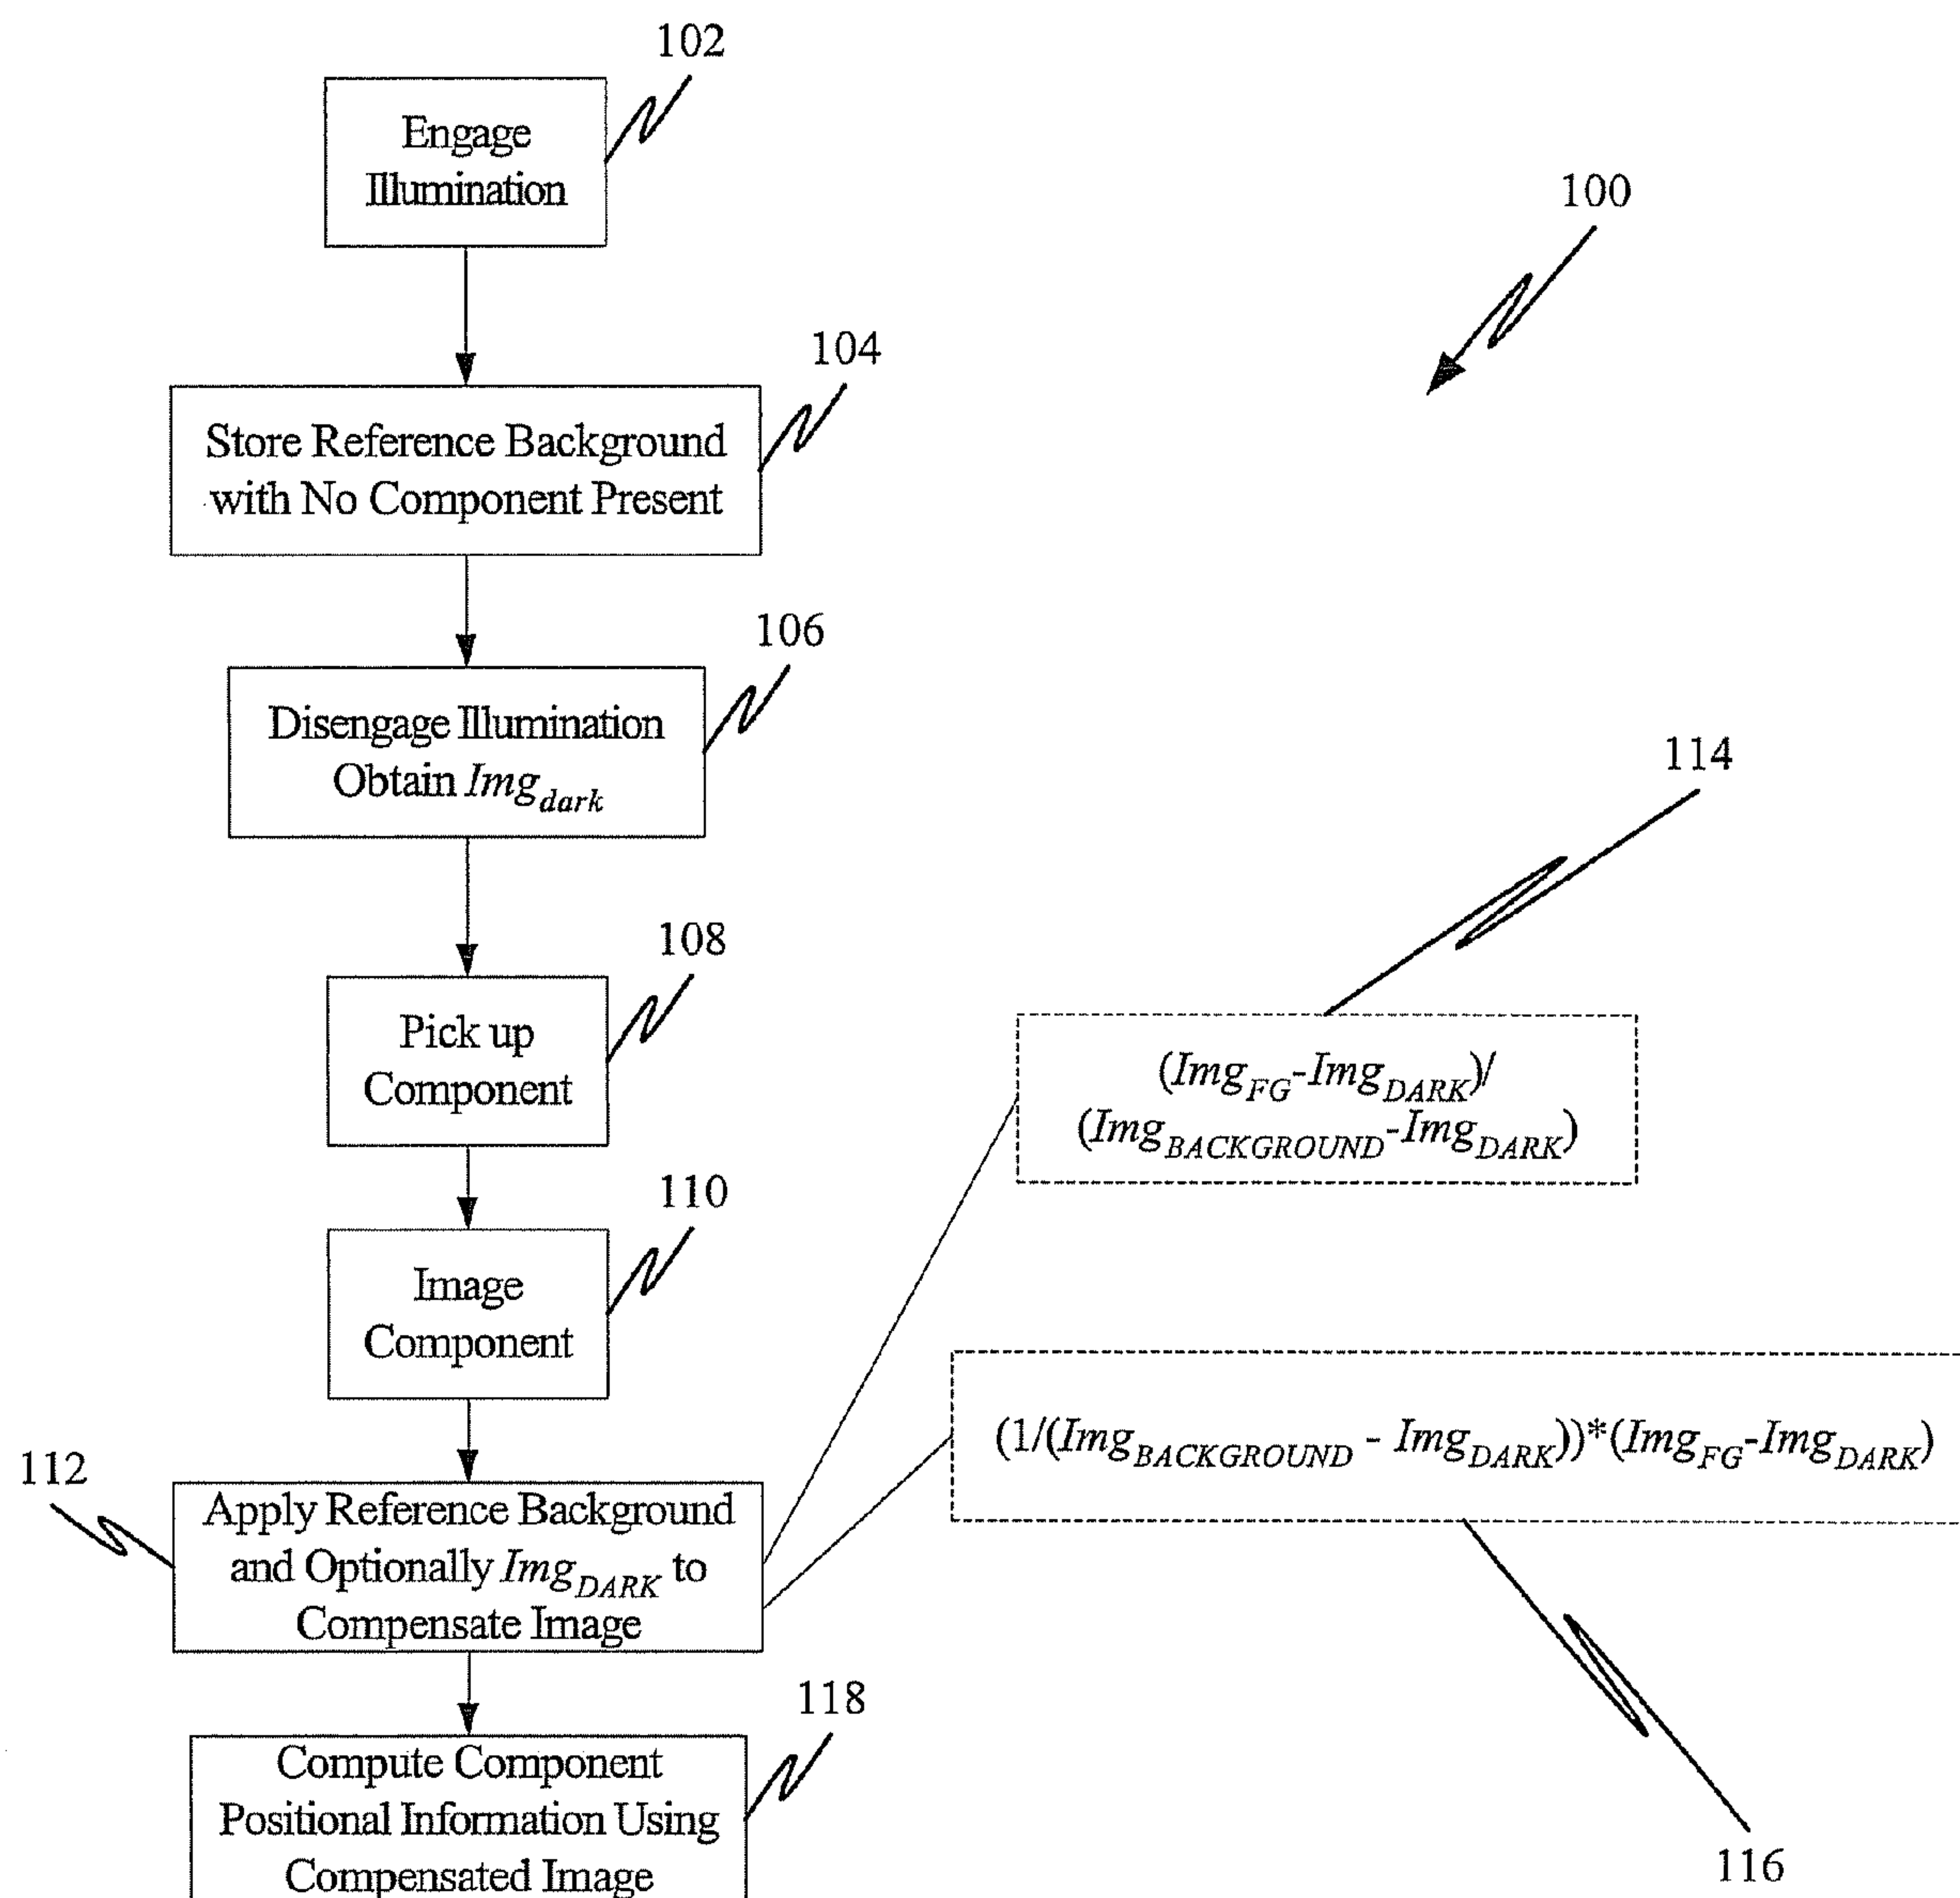 102
Engage
Illumination
100
104
Store Reference Background
with No Component Present
106
Disengage Illumination
Obtain Img_dark
114
108
Pick up
Component
(Img_FG-Img_DARK)/
(Img_BACKGROUND-Img_DARK)
110
Image
Component
(1/(Img_BACKGROUND - Img_DARK))*(Img_FG-Img_DARK)
112
Apply Reference Background
and Optionally Img_DARK to
Compensate Image
118
Compute Component
Positional Information Using
Compensated Image
116